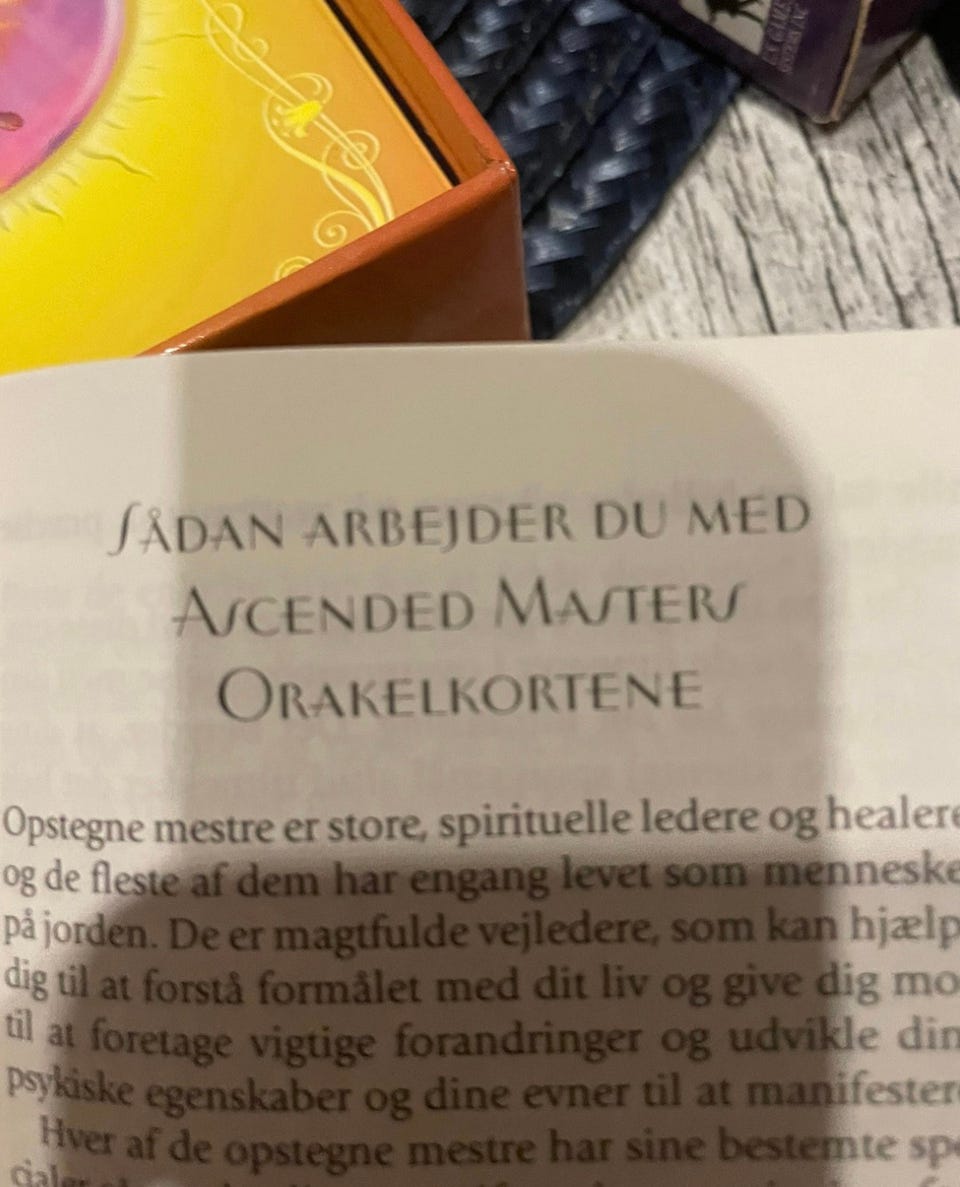 SÅDAN ARBEJDER DU MED
ASCENDED MASTERS
ORAKELKORTENE
Opstegne mestre er store, spirituelle ledere og healere
og de fleste af dem har engang levet som menneske
på jorden. De er magtfulde vejledere, som kan hjælp
dig til at forstå formålet med dit liv og give dig mo
til at foretage vigtige forandringer og udvikle din
psykiske egenskaber og dine evner til at manifester
Hver af de opstegne mestre har sine bestemte spe